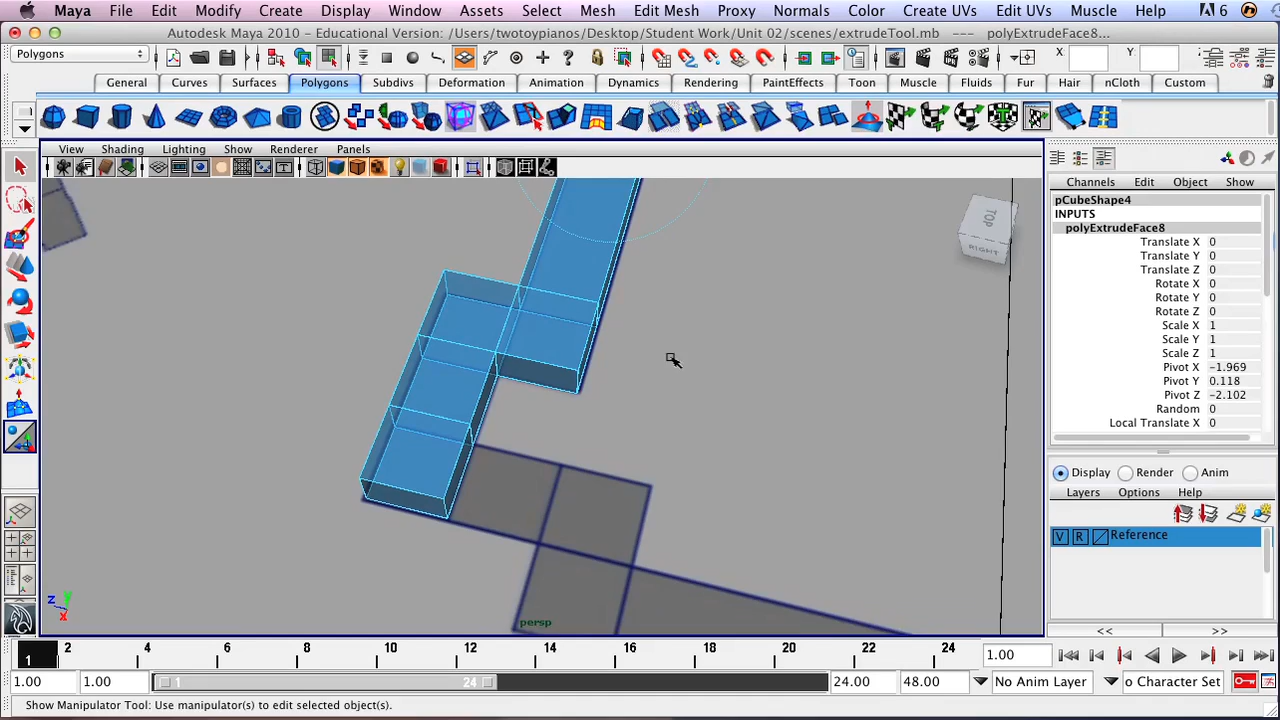 Maya File Edit Modify Create Display Window Assets Select Mesh Edit Mesh Proxy Normals Color Create UVs Edit UVs Muscle Help 6
Autodesk Maya 2010 - Educational Version: /Users/twotoypianos/Desktop/Student Work/Unit 02/scenes/extrudeTool.mb --- polyExtrudeFace8...
Polygons X Y
General Curves Surfaces Polygons Subdivs Deformation Animation Dynamics Rendering PaintEffects Toon Muscle Fluids Fur Hair nCloth Custom
View Shading Lighting Show Renderer Panels
Channels Edit Object Show
pCubeShape4
INPUTS
polyExtrudeFace8
Translate X 0
Translate Y 0
Translate Z 0
Rotate X 0
Rotate Y 0
Rotate Z 0
Scale X 1
Scale Y 1
Scale Z 1
Pivot X -1.969
Pivot Y 0.118
Pivot Z -2.102
Random 0
Local Translate X 0
TOP
RIGHT
Display Render Anim
Layers Options Help
V R Reference
z y x
persp
<< >>
1 2 4 6 8 10 12 14 16 18 20 22 24 1.00
1.00 1.00 1 24 24.00 48.00 No Anim Layer o Character Set
Show Manipulator Tool: Use manipulator(s) to edit selected object(s).